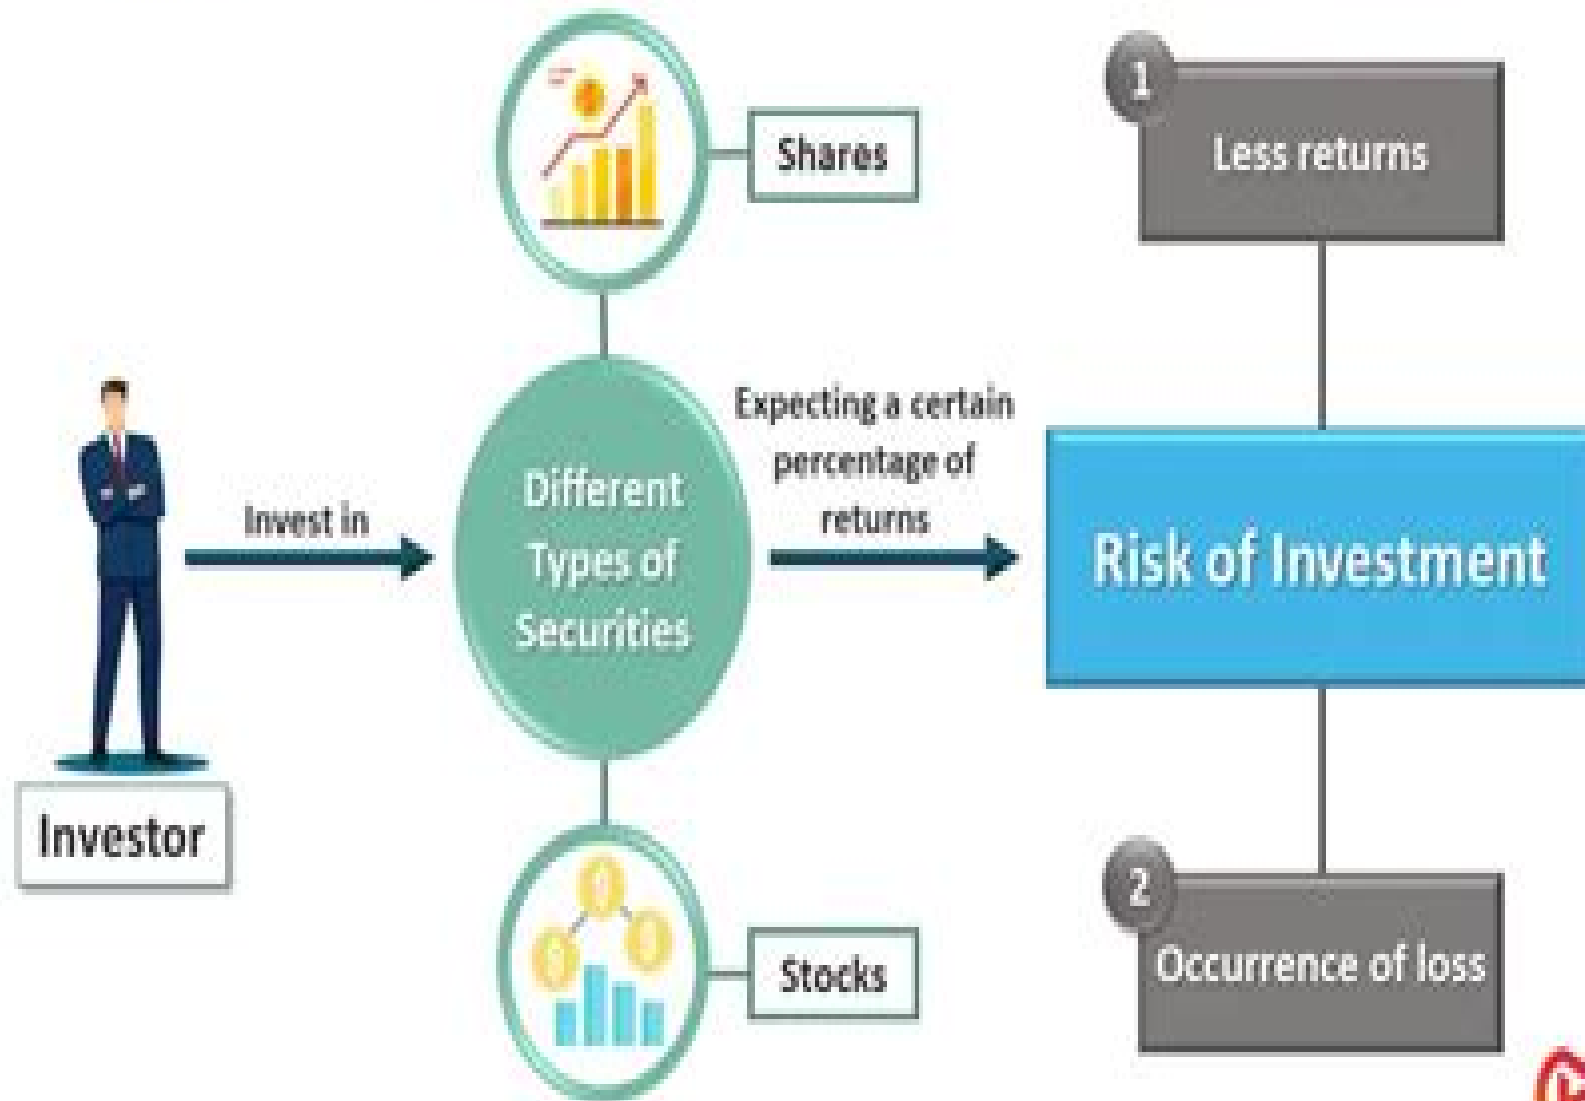 Investor
Invest in
Shares
Different
Types of
Securities
Stocks
Expecting a certain
percentage of
returns
1
Less returns
Risk of Investment
2
Occurrence of loss